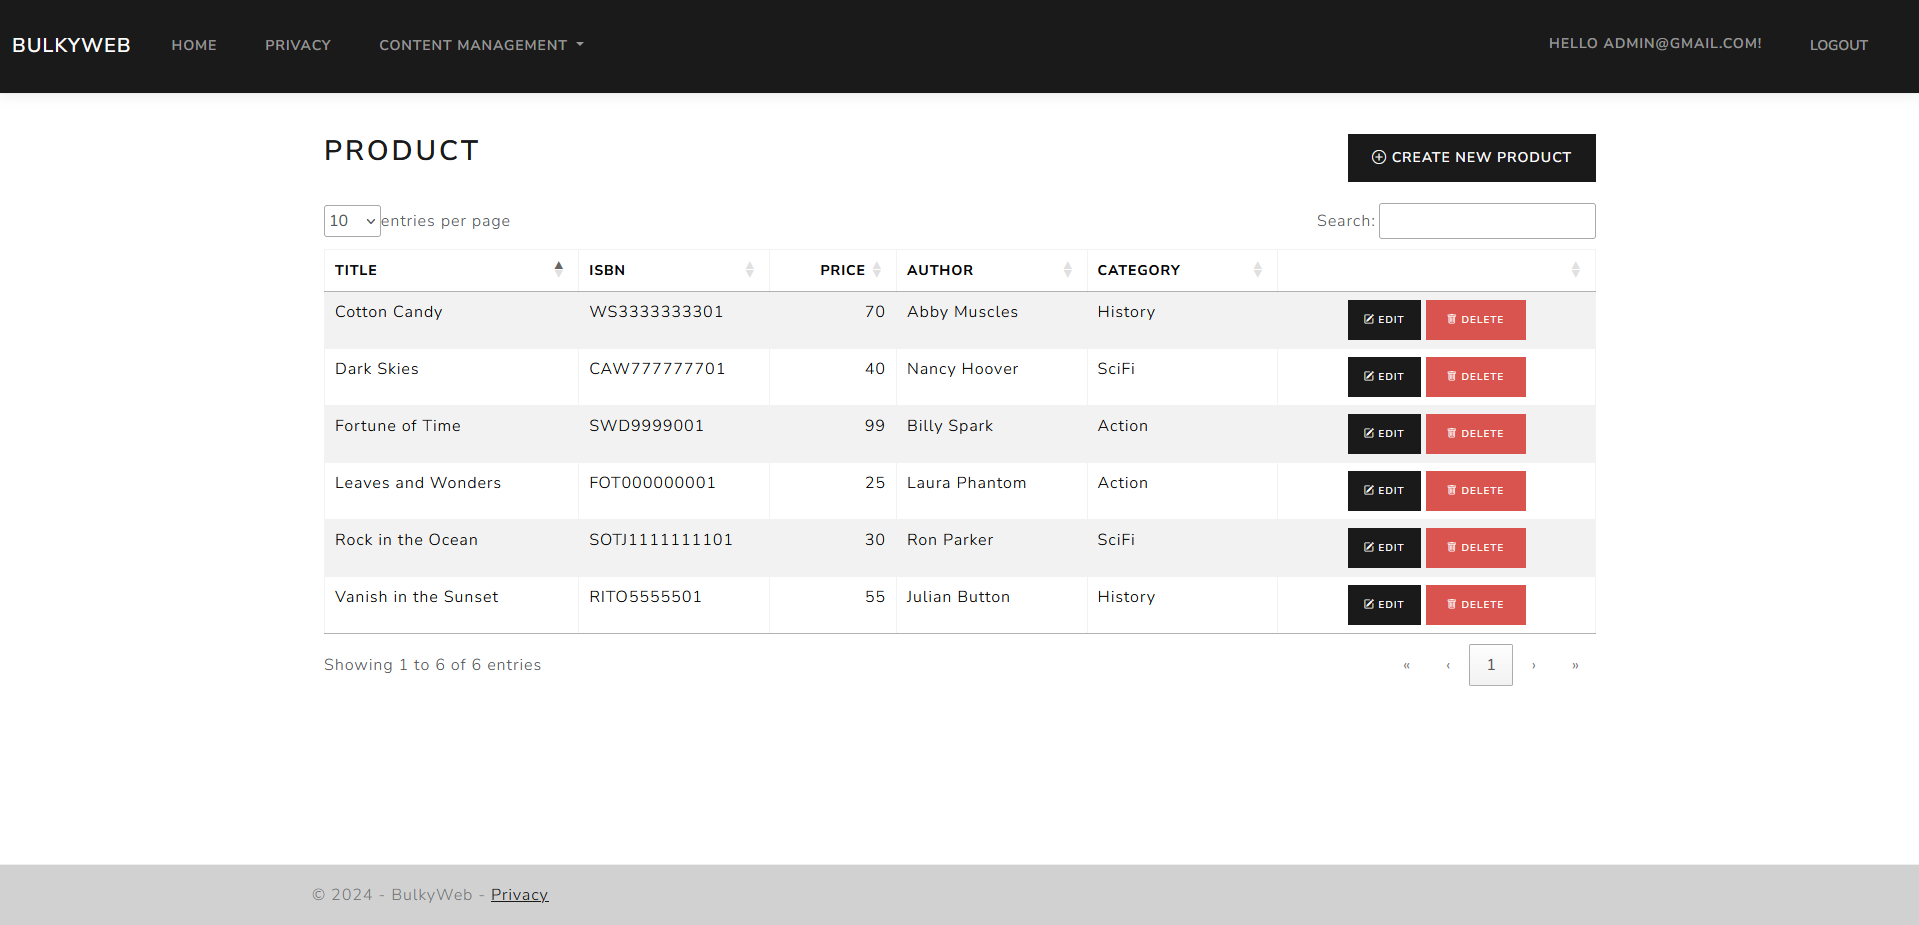 BULKYWEB HOME PRIVACY CONTENT MANAGEMENT HELLO ADMIN@GMAIL.COM! LOGOUT
PRODUCT
CREATE NEW PRODUCT
10 entries per page Search:
TITLE ISBN PRICE AUTHOR CATEGORY
Cotton Candy WS3333333301 70 Abby Muscles History EDIT DELETE
Dark Skies CAW777777701 40 Nancy Hoover SciFi EDIT DELETE
Fortune of Time SWD9999001 99 Billy Spark Action EDIT DELETE
Leaves and Wonders FOT000000001 25 Laura Phantom Action EDIT DELETE
Rock in the Ocean SOTJ1111111101 30 Ron Parker SciFi EDIT DELETE
Vanish in the Sunset RITO5555501 55 Julian Button History EDIT DELETE
Showing 1 to 6 of 6 entries « ‹ 1 › »
© 2024 - BulkyWeb - Privacy